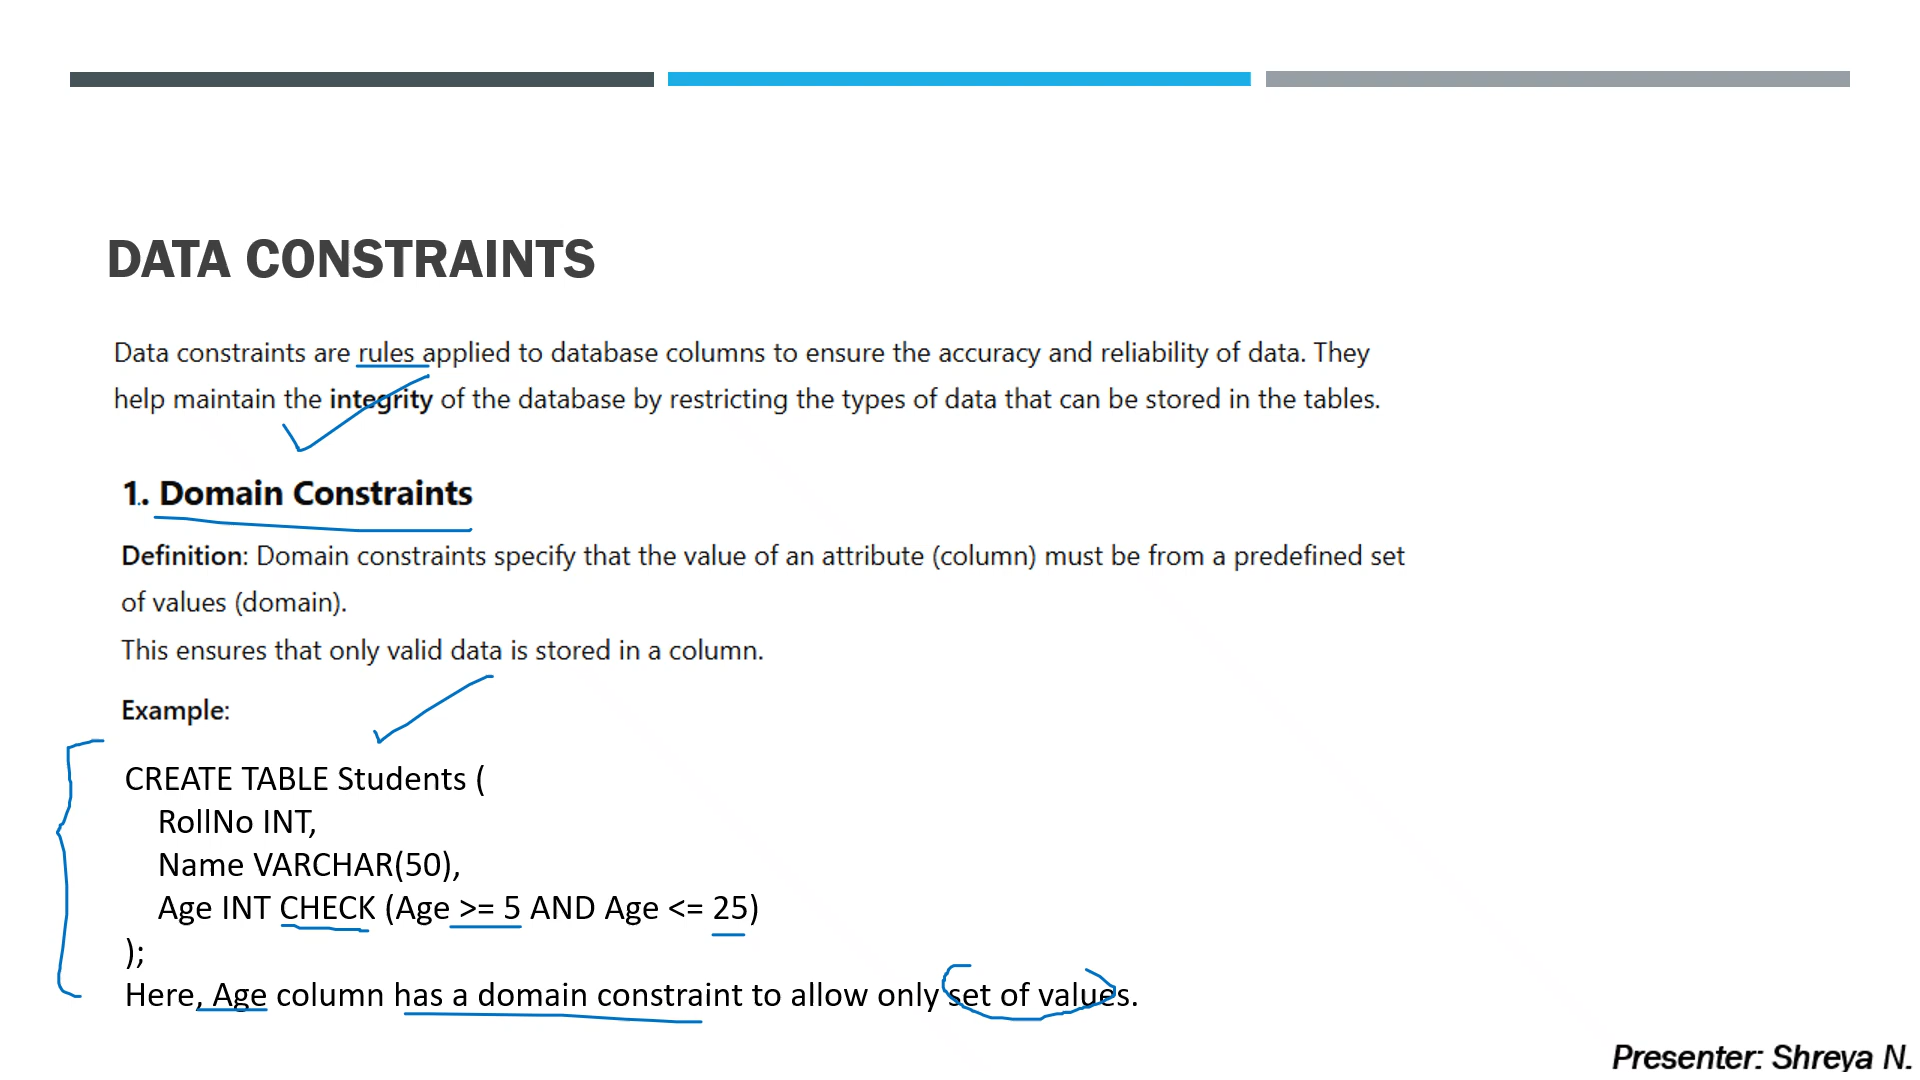 DATA CONSTRAINTS
Data constraints are rules applied to database columns to ensure the accuracy and reliability of data. They
help maintain the integrity of the database by restricting the types of data that can be stored in the tables.
1. Domain Constraints
Definition: Domain constraints specify that the value of an attribute (column) must be from a predefined set
of values (domain).
This ensures that only valid data is stored in a column.
Example:
CREATE TABLE Students (
RollNo INT,
Name VARCHAR(50),
Age INT CHECK (Age >= 5 AND Age <= 25)
);
Here, Age column has a domain constraint to allow only set of values.
Presenter: Shreya N.